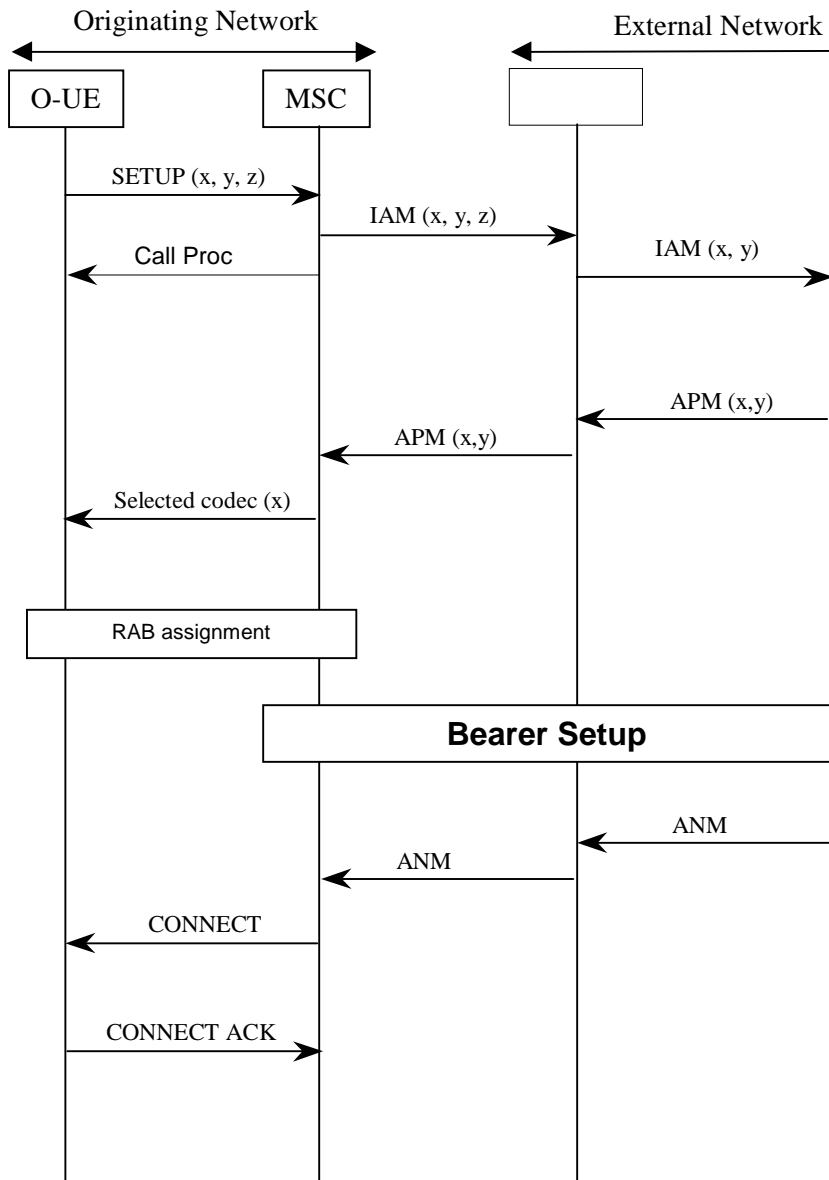 Originating Network
External Network
O-UE
MSC
SETUP (x, y, z)
IAM (x, y, z)
Call Proc
IAM (x, y)
APM (x,y)
APM (x,y)
Selected codec (x)
RAB assignment
Bearer Setup
ANM
ANM
CONNECT
CONNECT ACK